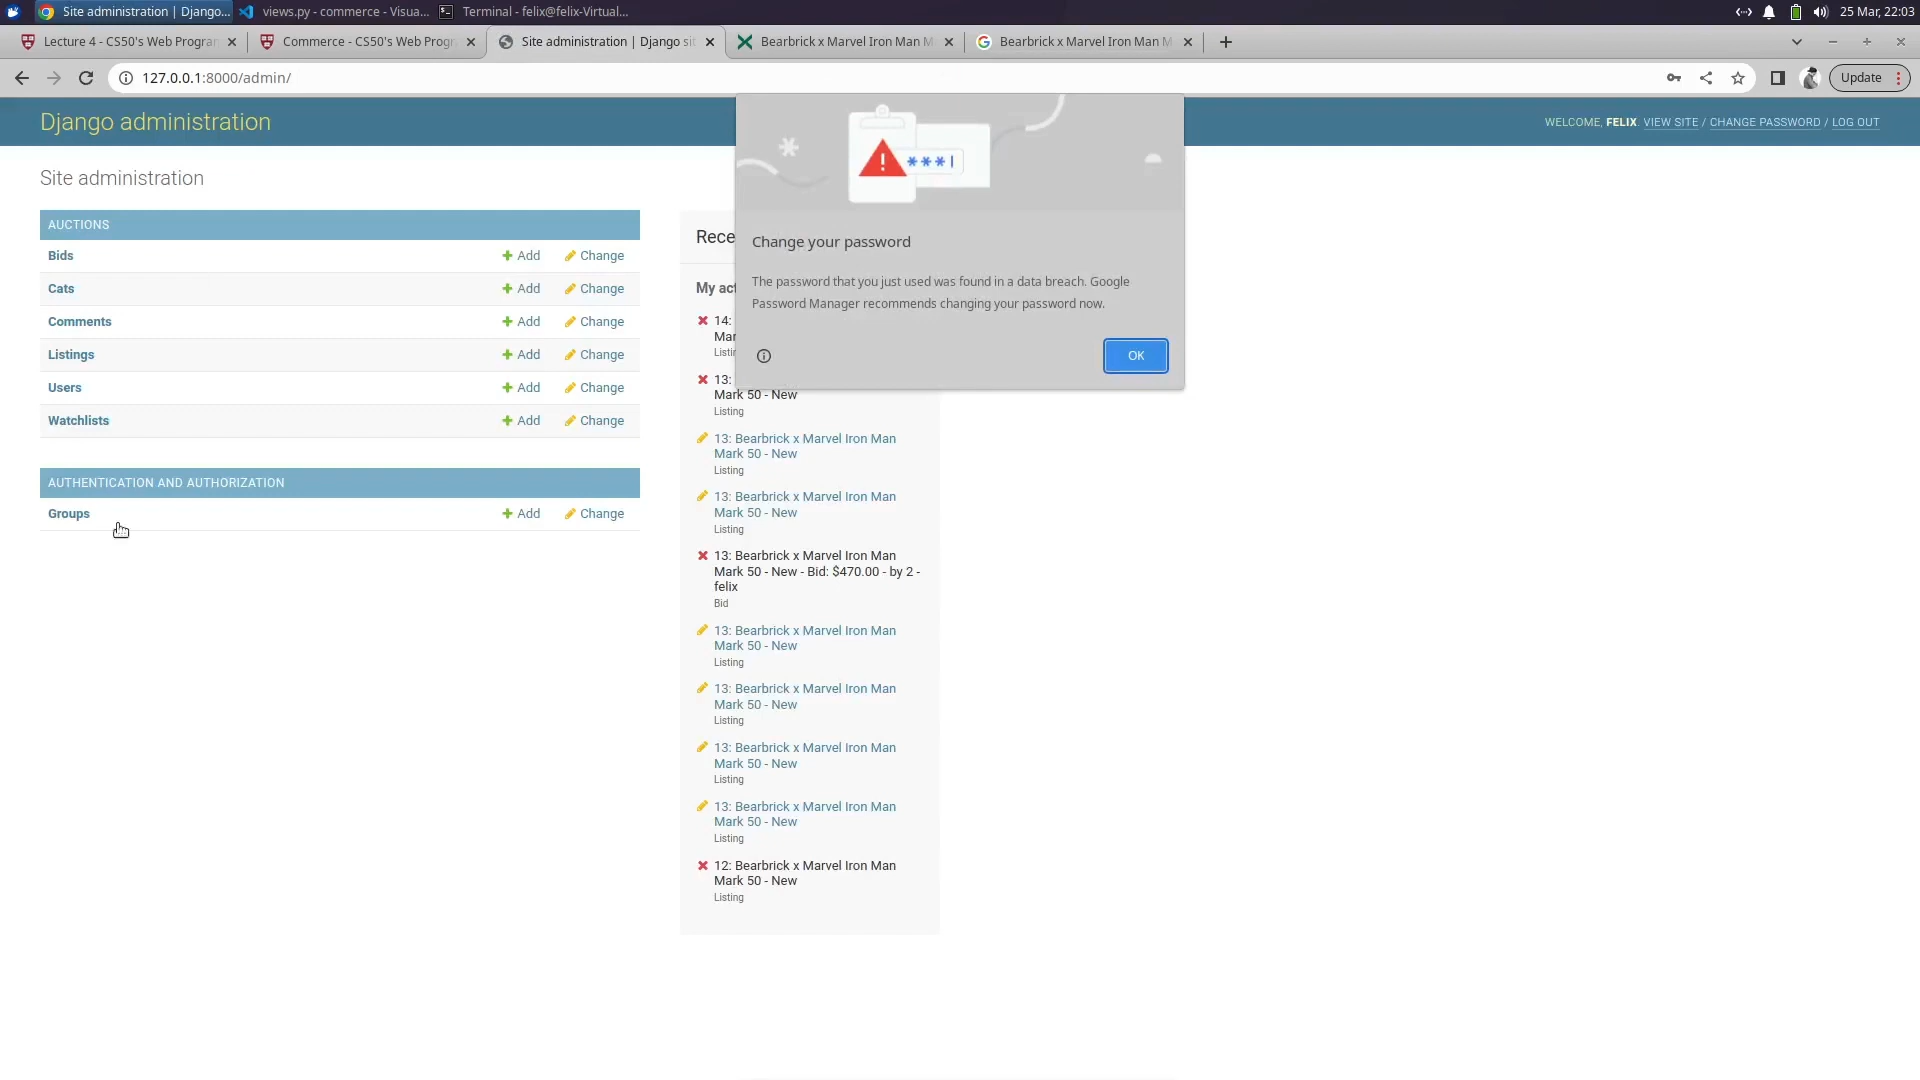 Site administration | Django...
views.py - commerce - Visua...
Terminal - felix@felix-Virtual...
25 Mar, 22:03
Lecture 4 - CS50's Web Program
Commerce - CS50's Web Progr
Site administration | Django si
Bearbrick x Marvel Iron Man M
Bearbrick x Marvel Iron Man M
127.0.0.1:8000/admin/
Update
Django administration
WELCOME, FELIX. VIEW SITE / CHANGE PASSWORD / LOG OUT
Site administration
AUCTIONS
Bids Add Change
Cats Add Change
Comments Add Change
Listings Add Change
Users Add Change
Watchlists Add Change
AUTHENTICATION AND AUTHORIZATION
Groups Add Change
***
Change your password
The password that you just used was found in a data breach. Google
Password Manager recommends changing your password now.
OK
Rece
My act
14:
Mar
Listin
13:
Mark 50 - New
Listing
13: Bearbrick x Marvel Iron Man
Mark 50 - New
Listing
13: Bearbrick x Marvel Iron Man
Mark 50 - New
Listing
13: Bearbrick x Marvel Iron Man
Mark 50 - New - Bid: $470.00 - by 2 -
felix
Bid
13: Bearbrick x Marvel Iron Man
Mark 50 - New
Listing
13: Bearbrick x Marvel Iron Man
Mark 50 - New
Listing
13: Bearbrick x Marvel Iron Man
Mark 50 - New
Listing
13: Bearbrick x Marvel Iron Man
Mark 50 - New
Listing
12: Bearbrick x Marvel Iron Man
Mark 50 - New
Listing